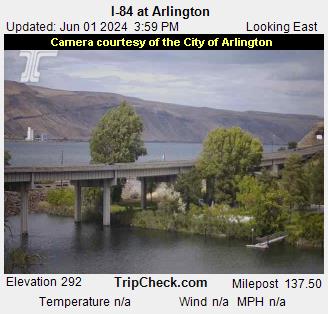 I-84 at Arlington
Updated: Jun 01 2024 3:59 PM Looking East
Camera courtesy of the City of Arlington
Elevation 292 TripCheck.com Milepost 137.50
Temperature n/a Wind n/a MPH n/a